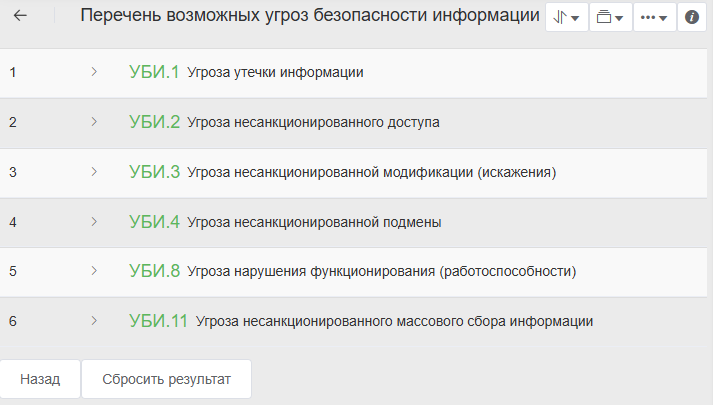 Перечень возможных угроз безопасности информации
1 УБИ.1 Угроза утечки информации
2 УБИ.2 Угроза несанкционированного доступа
3 УБИ.3 Угроза несанкционированной модификации (искажения)
4 УБИ.4 Угроза несанкционированной подмены
5 УБИ.8 Угроза нарушения функционирования (работоспособности)
6 УБИ.11 Угроза несанкционированного массового сбора информации
Назад Сбросить результат